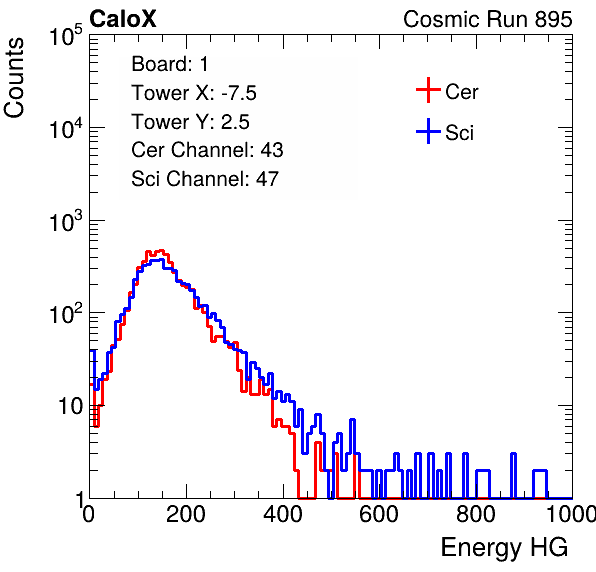 CaloX Cosmic Run 895
Counts
Board: 1
Tower X: -7.5
Tower Y: 2.5
Cer Channel: 43
Sci Channel: 47
Cer
Sci
10^5
10^4
10^3
10^2
10
1
0 200 400 600 800 1000
Energy HG